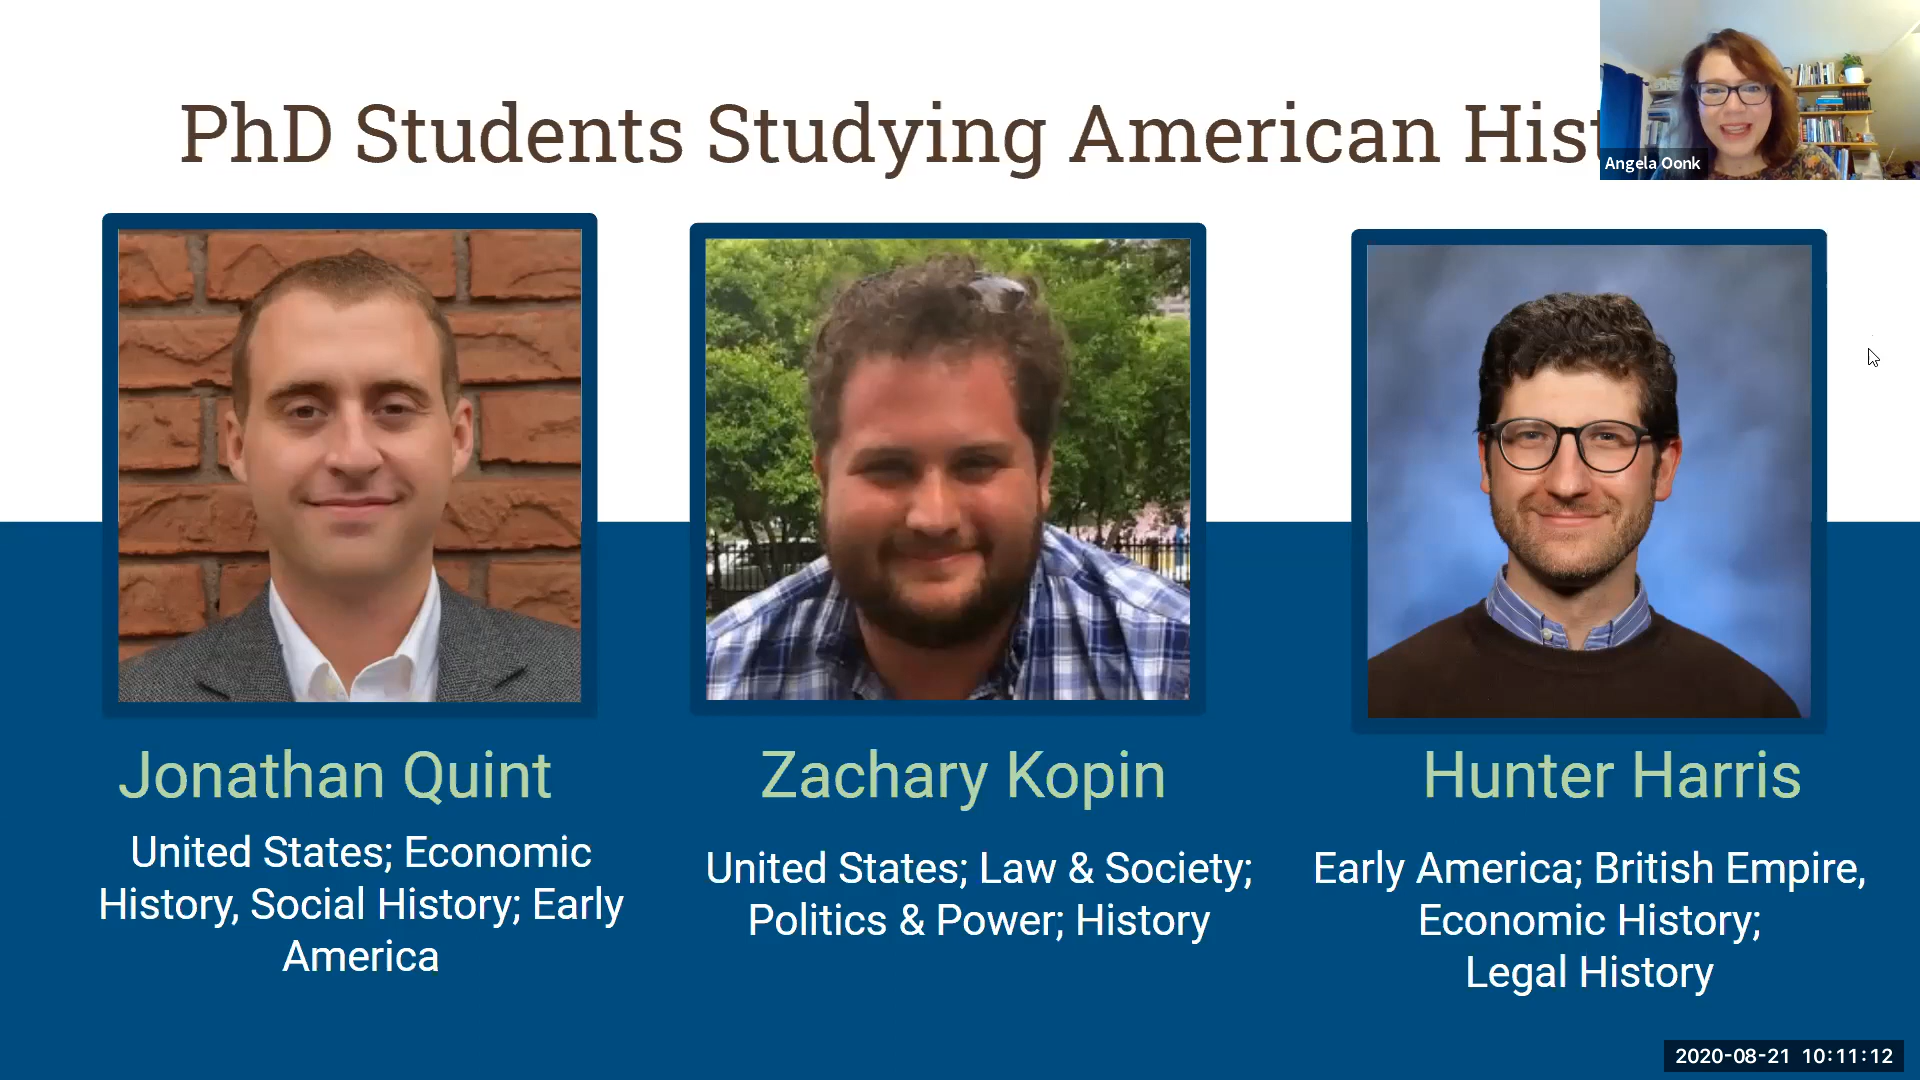 PhD Students Studying American Hist
Angela Oonk
Jonathan Quint
United States; Economic
History, Social History; Early
America
Zachary Kopin
United States; Law & Society;
Politics & Power; History
Hunter Harris
Early America; British Empire,
Economic History;
Legal History
2020-08-21 10:11:12